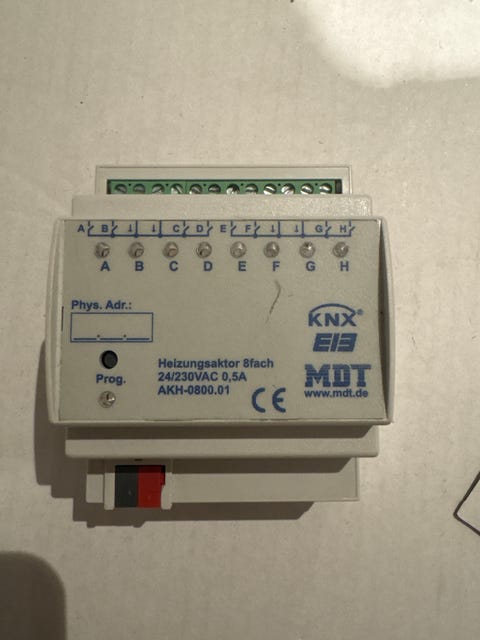 A B C D E F G H
A B C D E F G H
Phys. Adr.:
KNX®
EIB
Prog.
Heizungsaktor 8fach
24/230VAC 0,5A
AKH-0800.01
CE
MDT
www.mdt.de